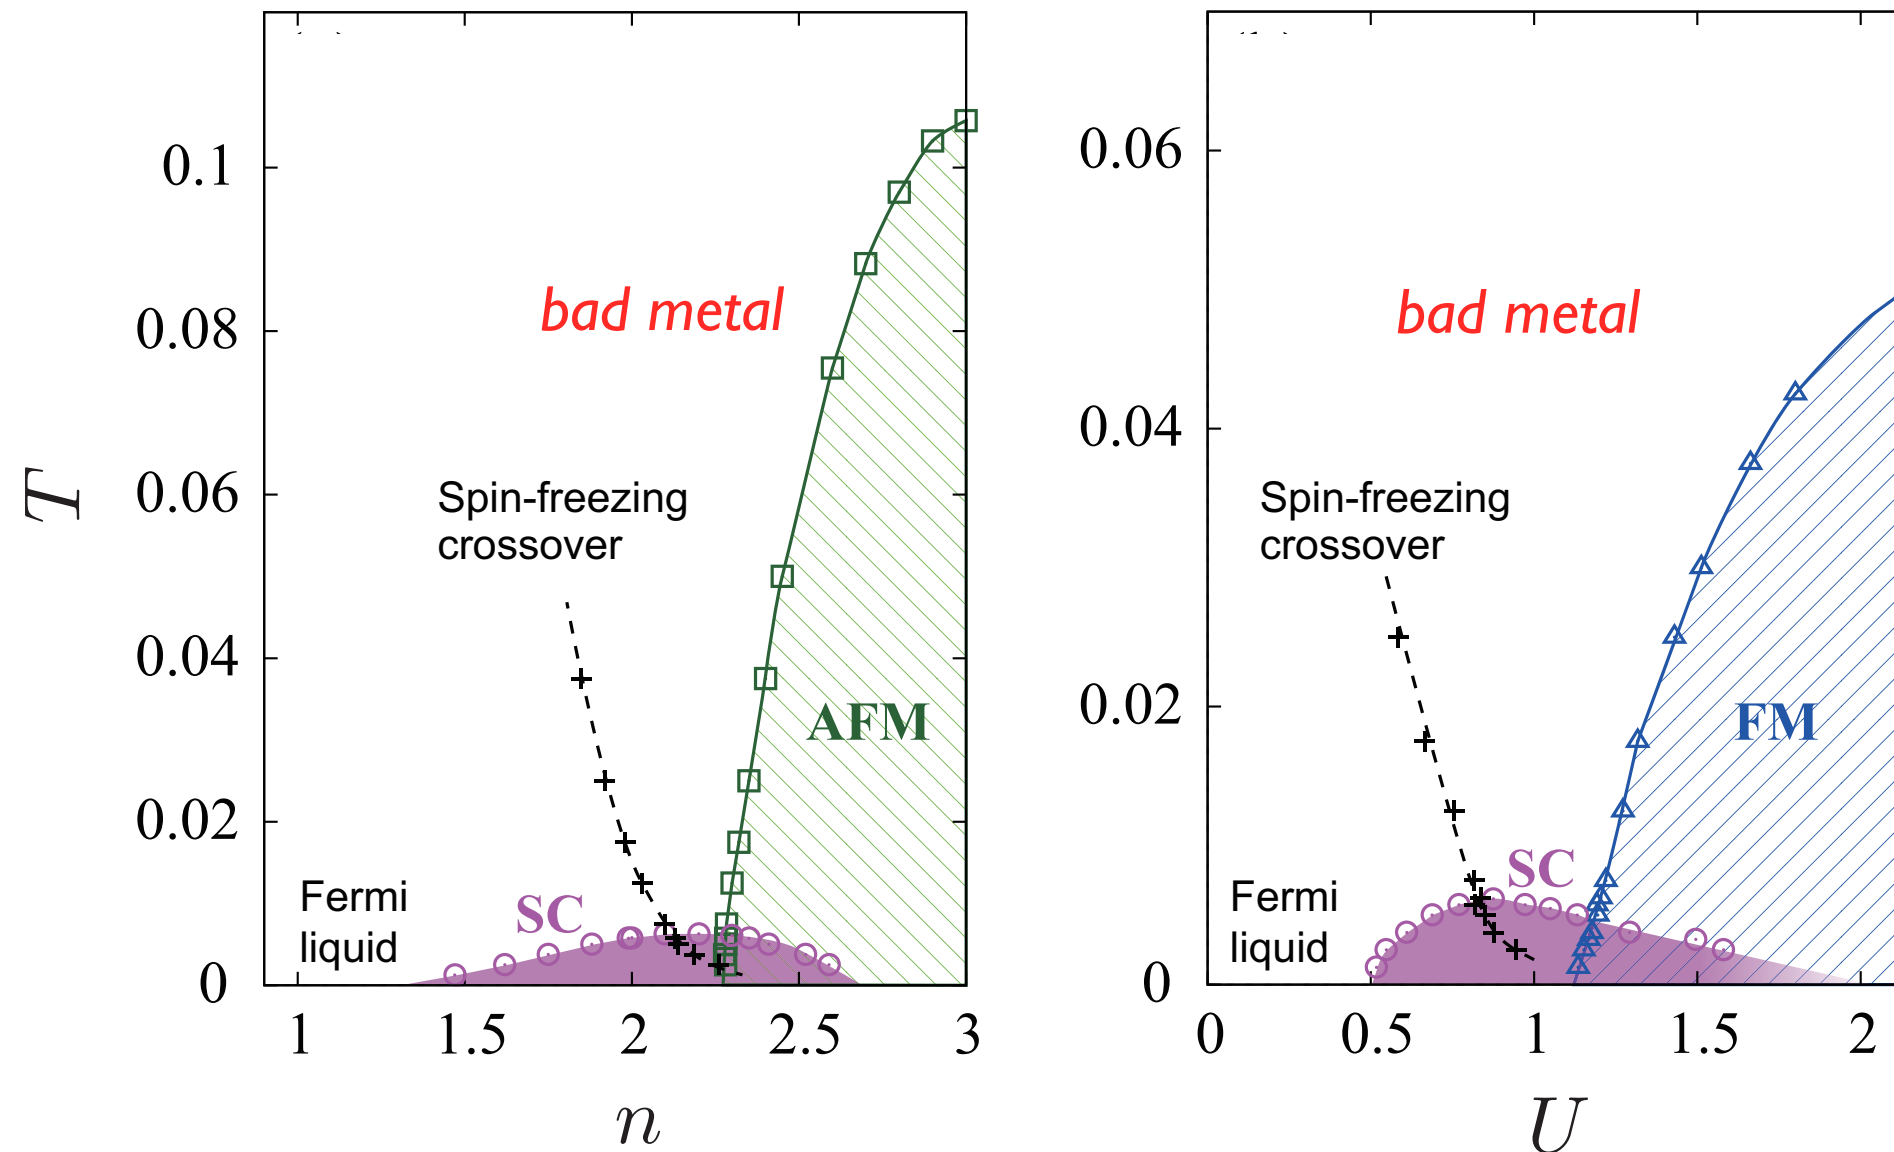 0.1
0.08
0.06
0.04
0.02
0
T
bad metal
Spin-freezing
crossover
AFM
SC
Fermi
liquid
1
1.5
2
2.5
3
n
0.06
0.04
0.02
0
bad metal
Spin-freezing
crossover
FM
SC
Fermi
liquid
0
0.5
1
1.5
2
U